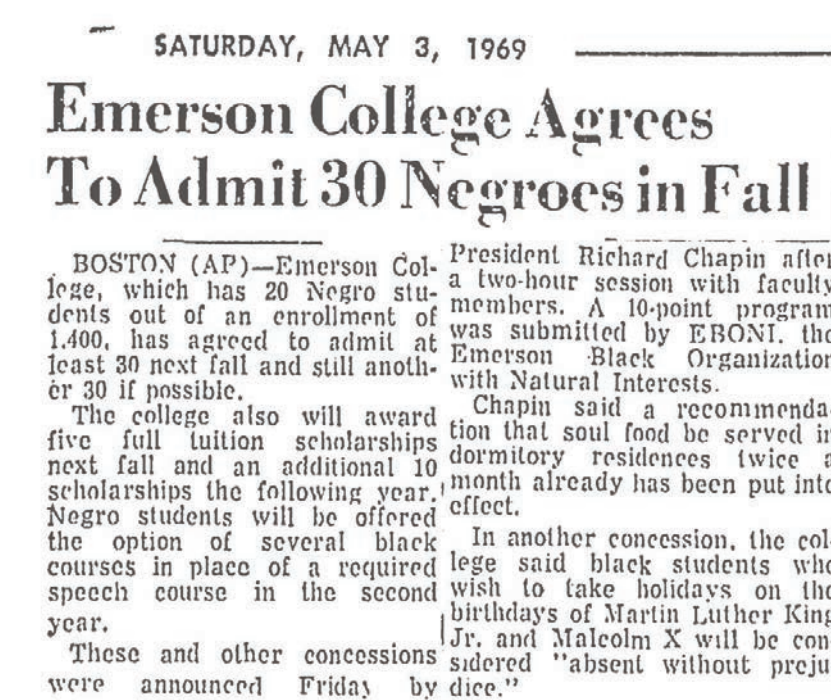 SATURDAY, MAY 3, 1969
Emerson College Agrees
To Admit 30 Negroes in Fall
BOSTON (AP)—Emerson Col-
lege, which has 20 Negro stu-
dents out of an enrollment of
1,400, has agreed to admit at
least 30 next fall and still anoth-
er 30 if possible.
The college also will award
five full tuition scholarships
next fall and an additional 10
scholarships the following year.
Negro students will be offered
the option of several black
courses in place of a required
speech course in the second
year.
These and other concessions
were announced Friday by
President Richard Chapin after
a two-hour session with faculty
members. A 10-point program
was submitted by EBONI, the
Emerson Black Organization
with Natural Interests.
Chapin said a recommenda-
tion that soul food be served in
dormitory residences twice a
month already has been put into
effect.
In another concession, the col-
lege said black students who
wish to take holidays on the
birthdays of Martin Luther King
Jr. and Malcolm X will be con-
sidered "absent without preju-
dice."